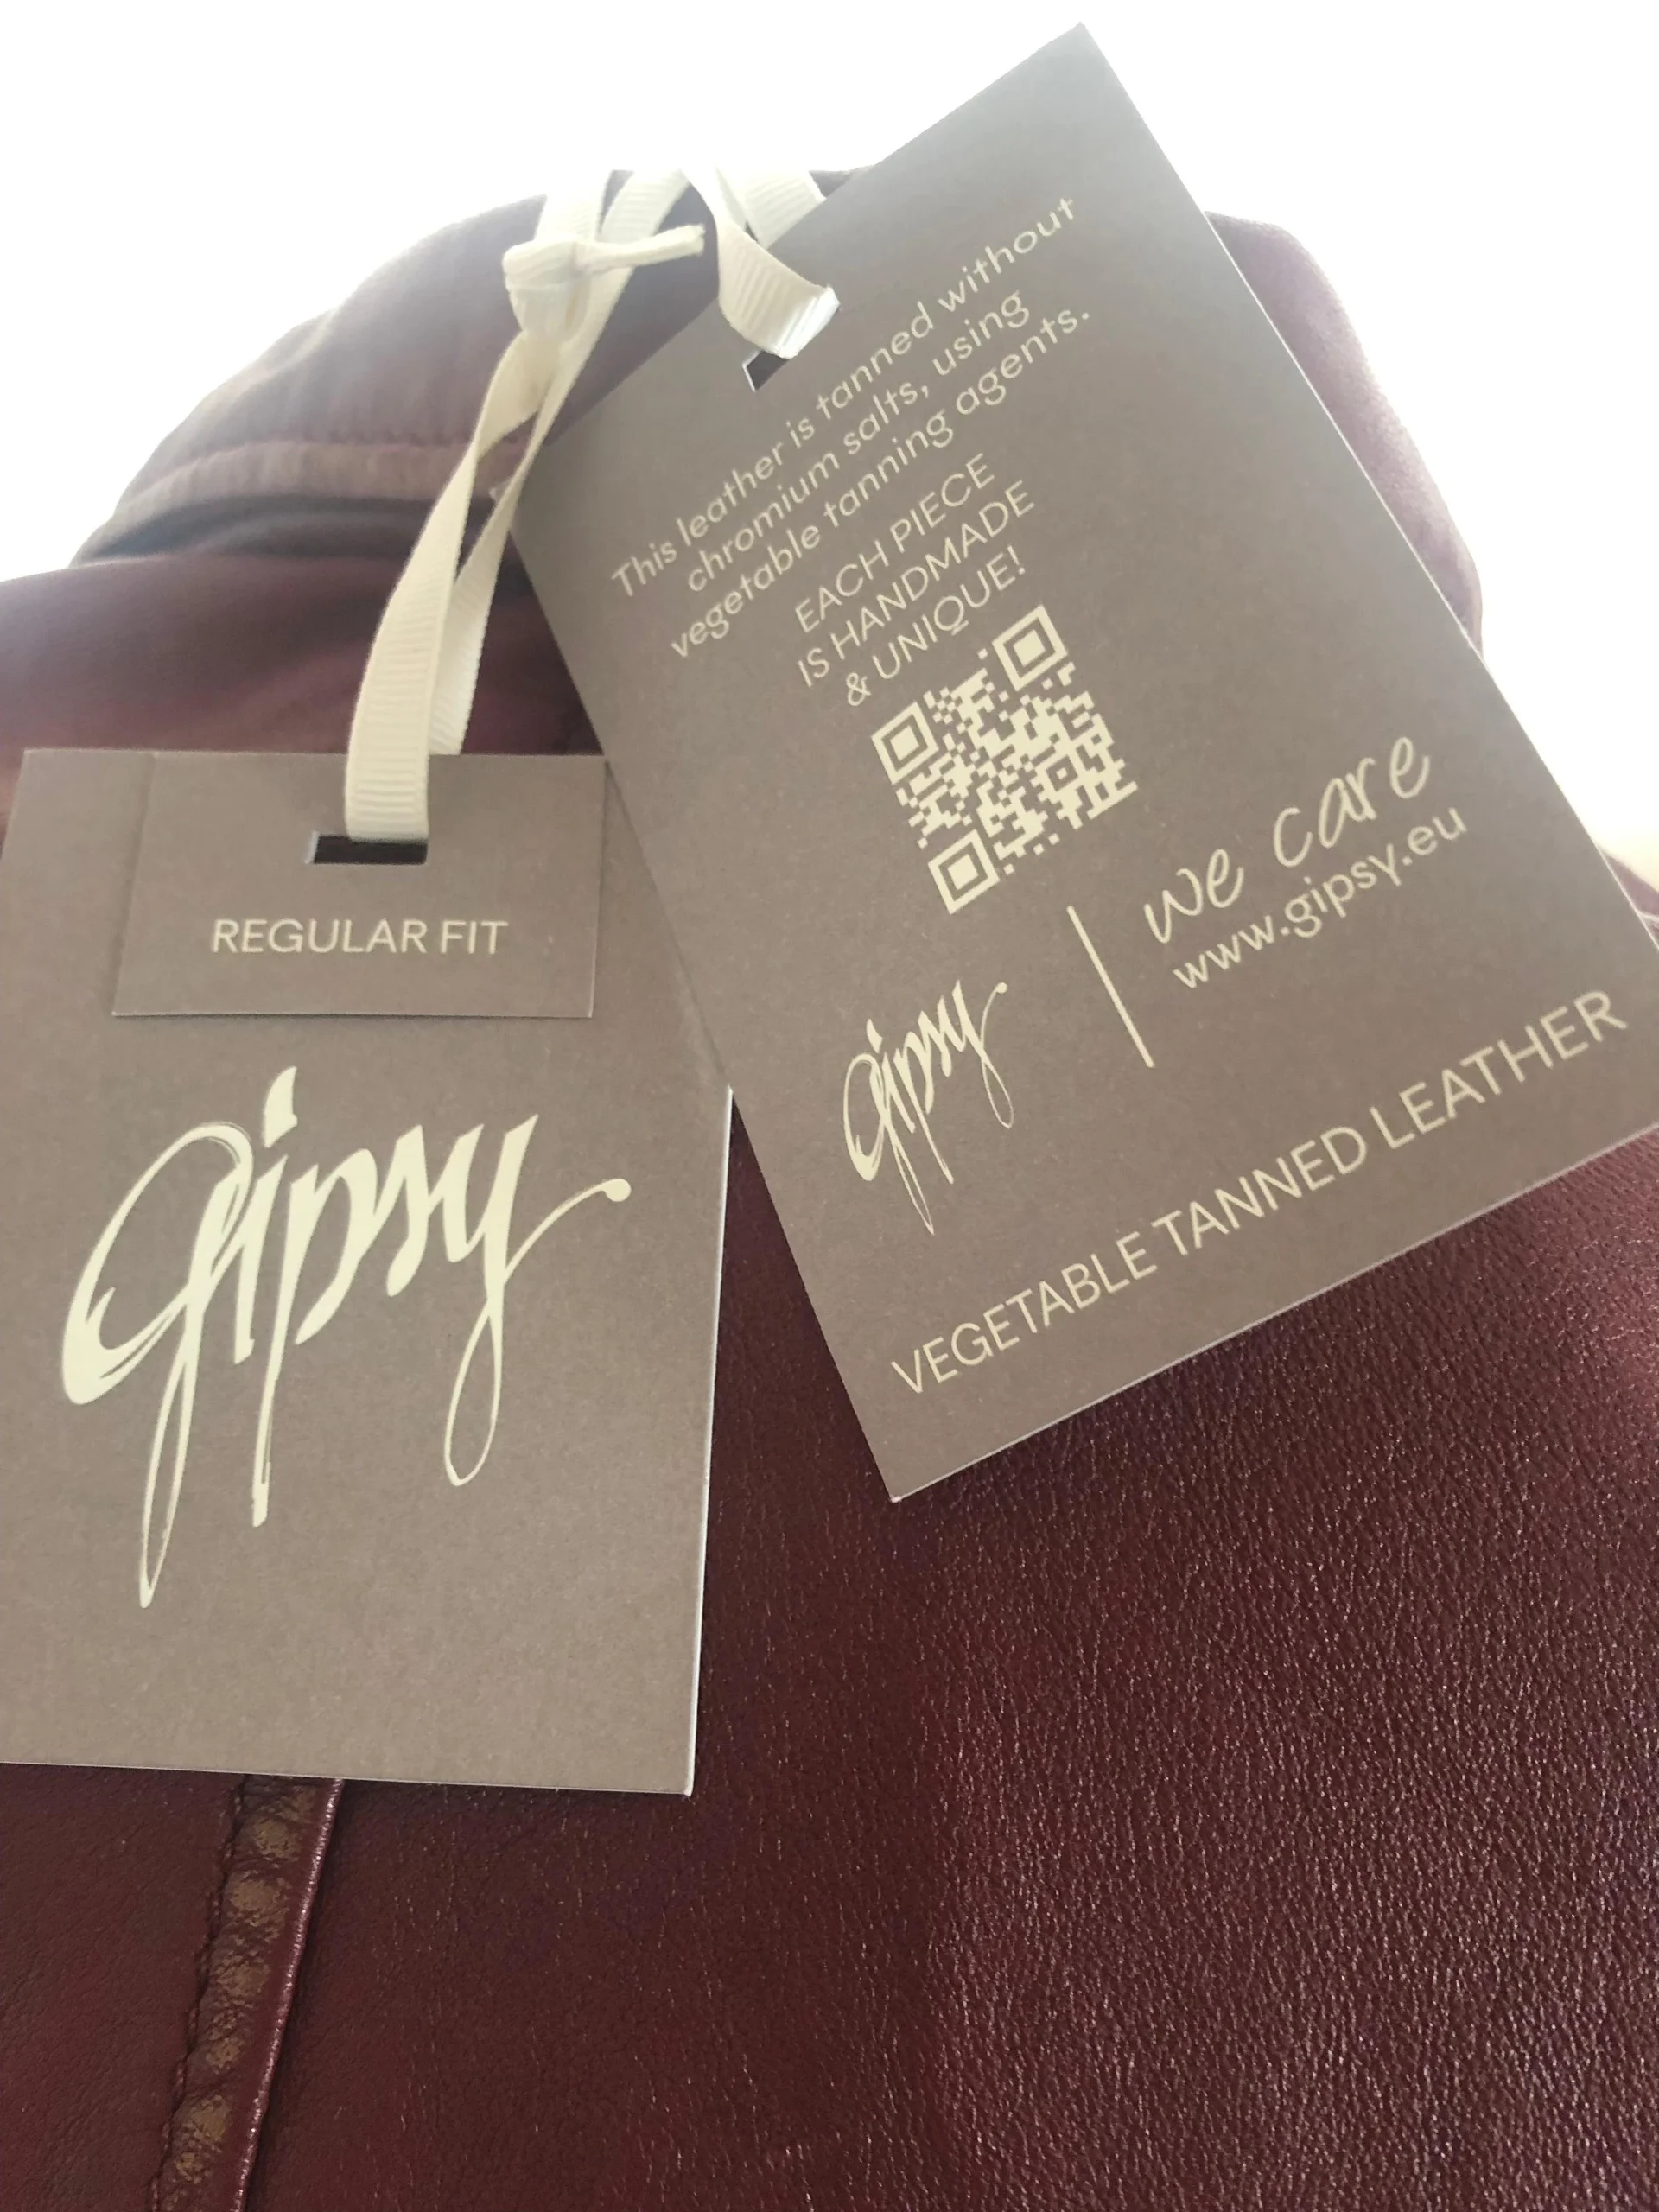 REGULAR FIT
Gipsy
This leather is tanned without
chromium salts, using
vegetable tanning agents.
EACH PIECE
IS HANDMADE
& UNIQUE!
Gipsy
we care
www.gipsy.eu
VEGETABLE TANNED LEATHER